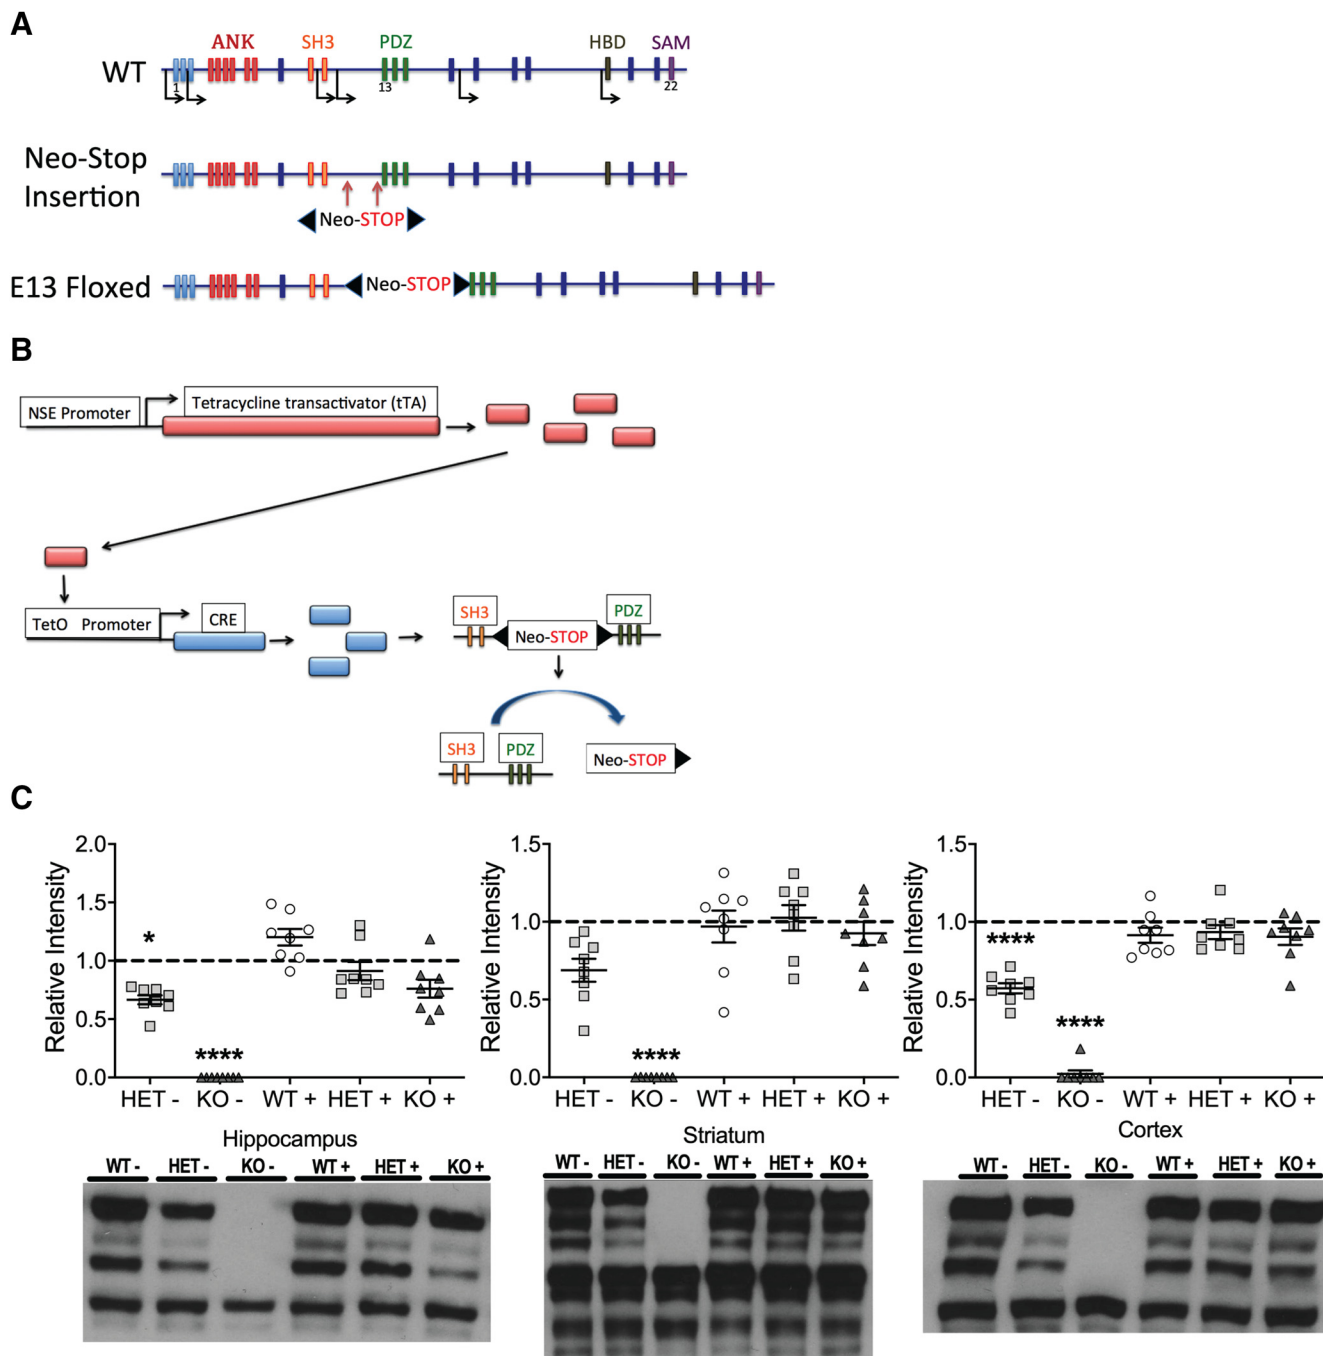 A
ANK SH3 PDZ HBD SAM
WT
1 13 22
Neo-Stop
Insertion
Neo-STOP
E13 Floxed
Neo-STOP
B
NSE Promoter
Tetracycline transactivator (tTA)
TetO Promoter
CRE
SH3
PDZ
Neo-STOP
SH3
PDZ
Neo-STOP
C
Relative Intensity
2.0
1.5
1.0
0.5
0.0
*
****
HET - KO - WT + HET + KO +
Hippocampus
WT - HET - KO - WT + HET + KO +
Relative Intensity
1.5
1.0
0.5
0.0
****
HET - KO - WT + HET + KO +
Striatum
WT - HET - KO - WT + HET + KO +
Relative Intensity
1.5
1.0
0.5
0.0
****
****
HET - KO - WT + HET + KO +
Cortex
WT - HET - KO - WT + HET + KO +